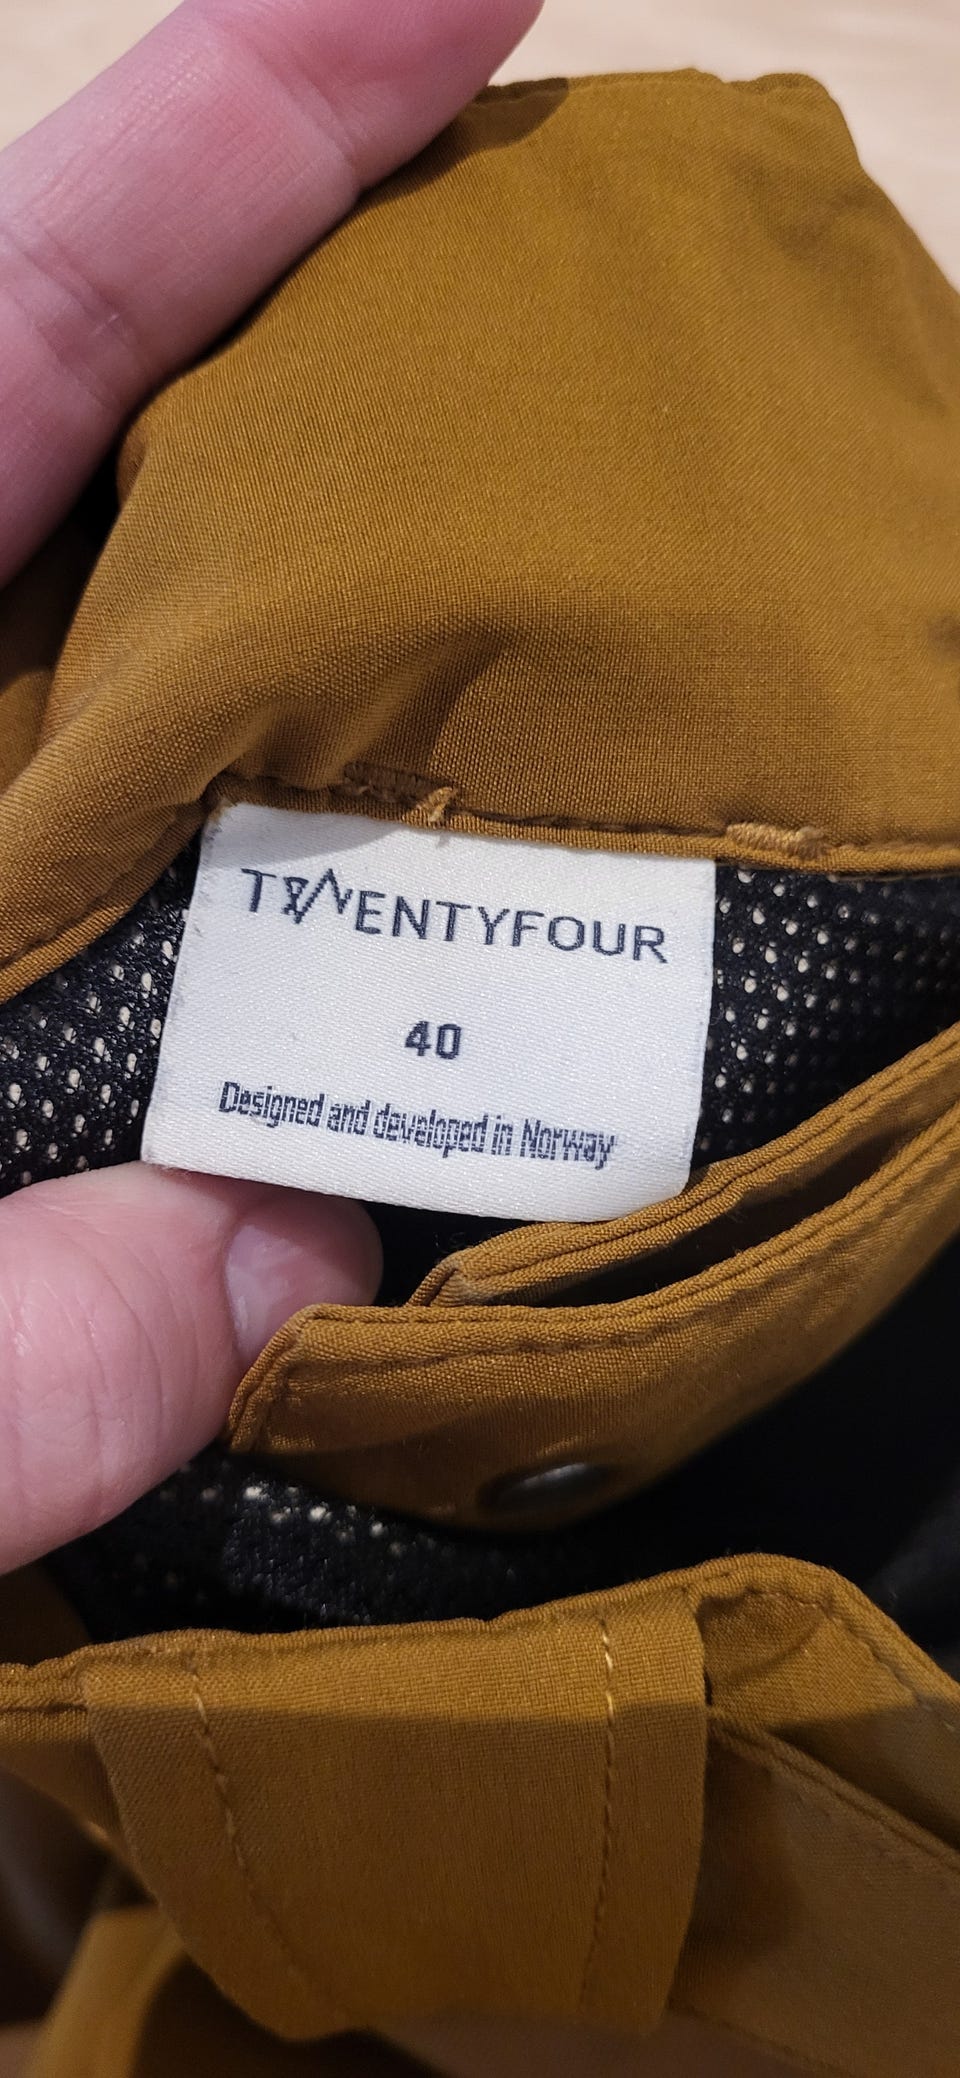 TWENTYFOUR
40
Designed and developed in Norway